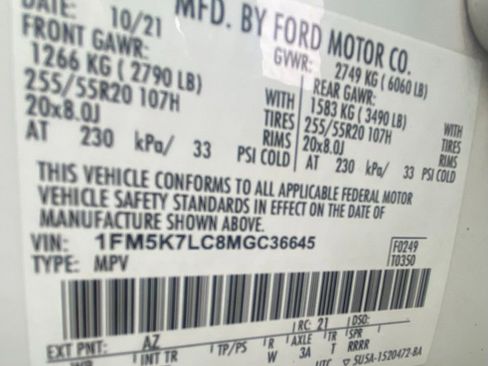 DATE: 10/21 MFD. BY FORD MOTOR CO.
FRONT GAWR: GVWR: 2749 KG ( 6060 LB)
1266 KG ( 2790 LB) REAR GAWR:
255/55R20 107H WITH 1583 KG ( 3490 LB)
20x8.0J TIRES 255/55R20 107H WITH
RIMS 20x8.0J TIRES
AT 230 kPa/ 33 PSI COLD AT 230 kPa/ 33 RIMS
PSI COLD
THIS VEHICLE CONFORMS TO ALL APPLICABLE FEDERAL MOTOR
VEHICLE SAFETY STANDARDS IN EFFECT ON THE DATE OF
MANUFACTURE SHOWN ABOVE.
VIN: 1FM5K7LC8MGC36645 F0249
TYPE: MPV T0350
RC: 21 DSO:
EXT PNT: AZ R AXLE TR SPR
INT TR TP/PS W 3A T RRRR
SU5A-1520472-BA